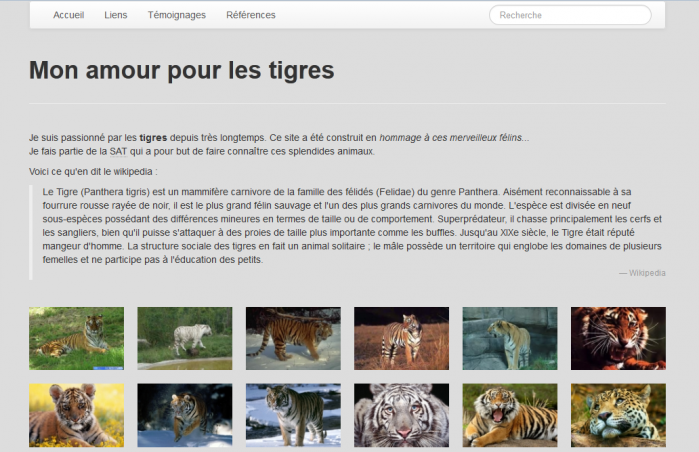 Accueil Liens Témoignages Références Recherche
Mon amour pour les tigres
Je suis passionné par les tigres depuis très longtemps. Ce site a été construit en hommage à ces merveilleux félins...
Je fais partie de la SAT qui a pour but de faire connaître ces splendides animaux.
Voici ce qu'en dit le wikipedia :
Le Tigre (Panthera tigris) est un mammifère carnivore de la famille des félidés (Felidae) du genre Panthera. Aisément reconnaissable à sa
fourrure rousse rayée de noir, il est le plus grand félin sauvage et l'un des plus grands carnivores du monde. L'espèce est divisée en neuf
sous-espèces possédant des différences mineures en termes de taille ou de comportement. Superprédateur, il chasse principalement les cerfs et
les sangliers, bien qu'il puisse s'attaquer à des proies de taille plus importante comme les buffles. Jusqu'au XIXe siècle, le Tigre était réputé
mangeur d'homme. La structure sociale des tigres en fait un animal solitaire ; le mâle possède un territoire qui englobe les domaines de plusieurs
femelles et ne participe pas à l'éducation des petits.
— Wikipedia